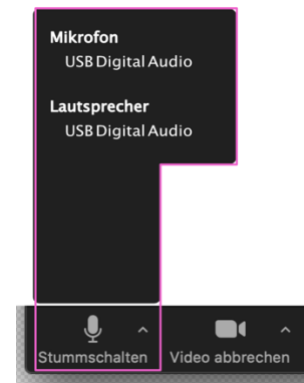 Mikrofon
USB Digital Audio
Lautsprecher
USB Digital Audio
Stummschalten
Video abbrechen